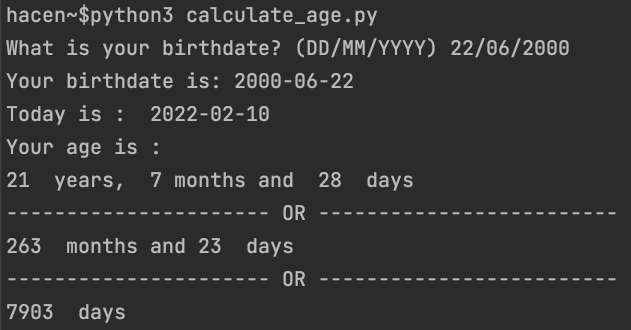 hacen~$python3 calculate_age.py
What is your birthdate? (DD/MM/YYYY) 22/06/2000
Your birthdate is: 2000-06-22
Today is :  2022-02-10
Your age is :
21  years,  7 months and  28  days
---------------------- OR -------------------------
263  months and 23  days
---------------------- OR -------------------------
7903  days